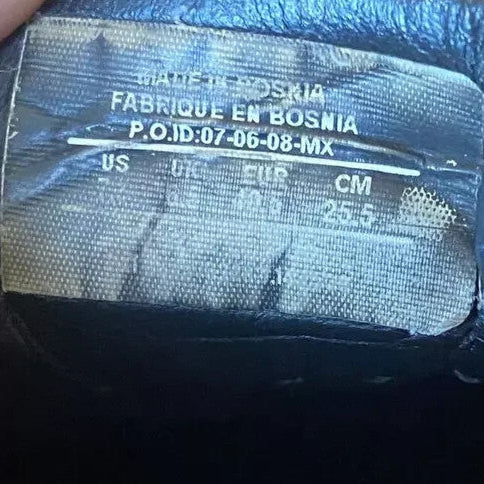 MADE IN BOSNIA
FABRIQUE EN BOSNIA
P.O.ID:07-06-08-MX
US UK EUR CM
25.5